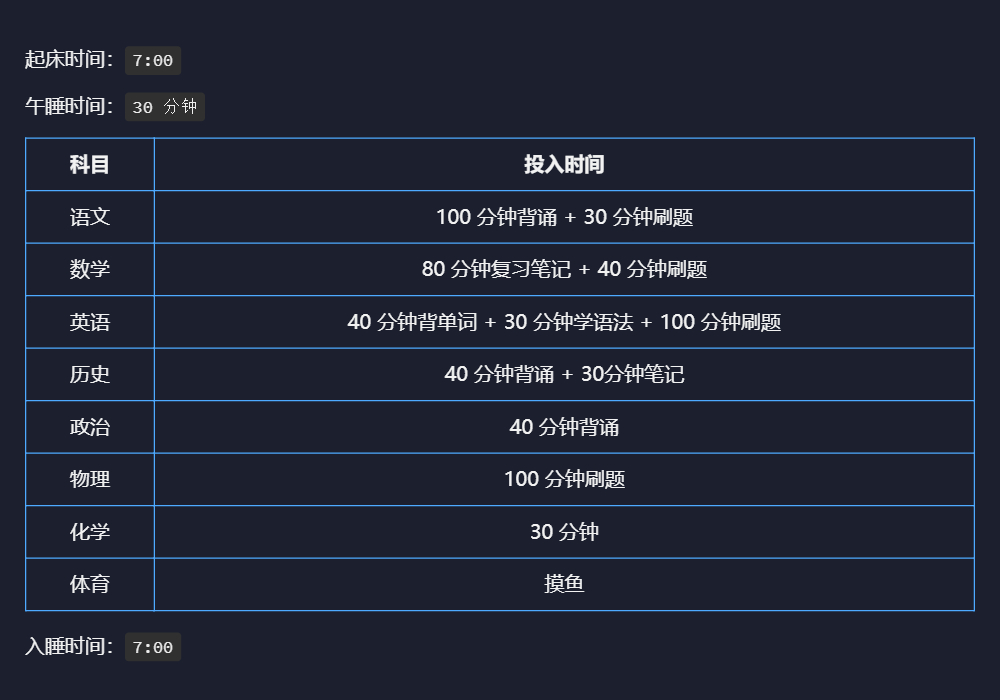 起床时间：7:00
午睡时间：30 分钟
科目 投入时间
语文 100 分钟背诵 + 30 分钟刷题
数学 80 分钟复习笔记 + 40 分钟刷题
英语 40 分钟背单词 + 30 分钟学语法 + 100 分钟刷题
历史 40 分钟背诵 + 30分钟笔记
政治 40 分钟背诵
物理 100 分钟刷题
化学 30 分钟
体育 摸鱼
入睡时间：7:00